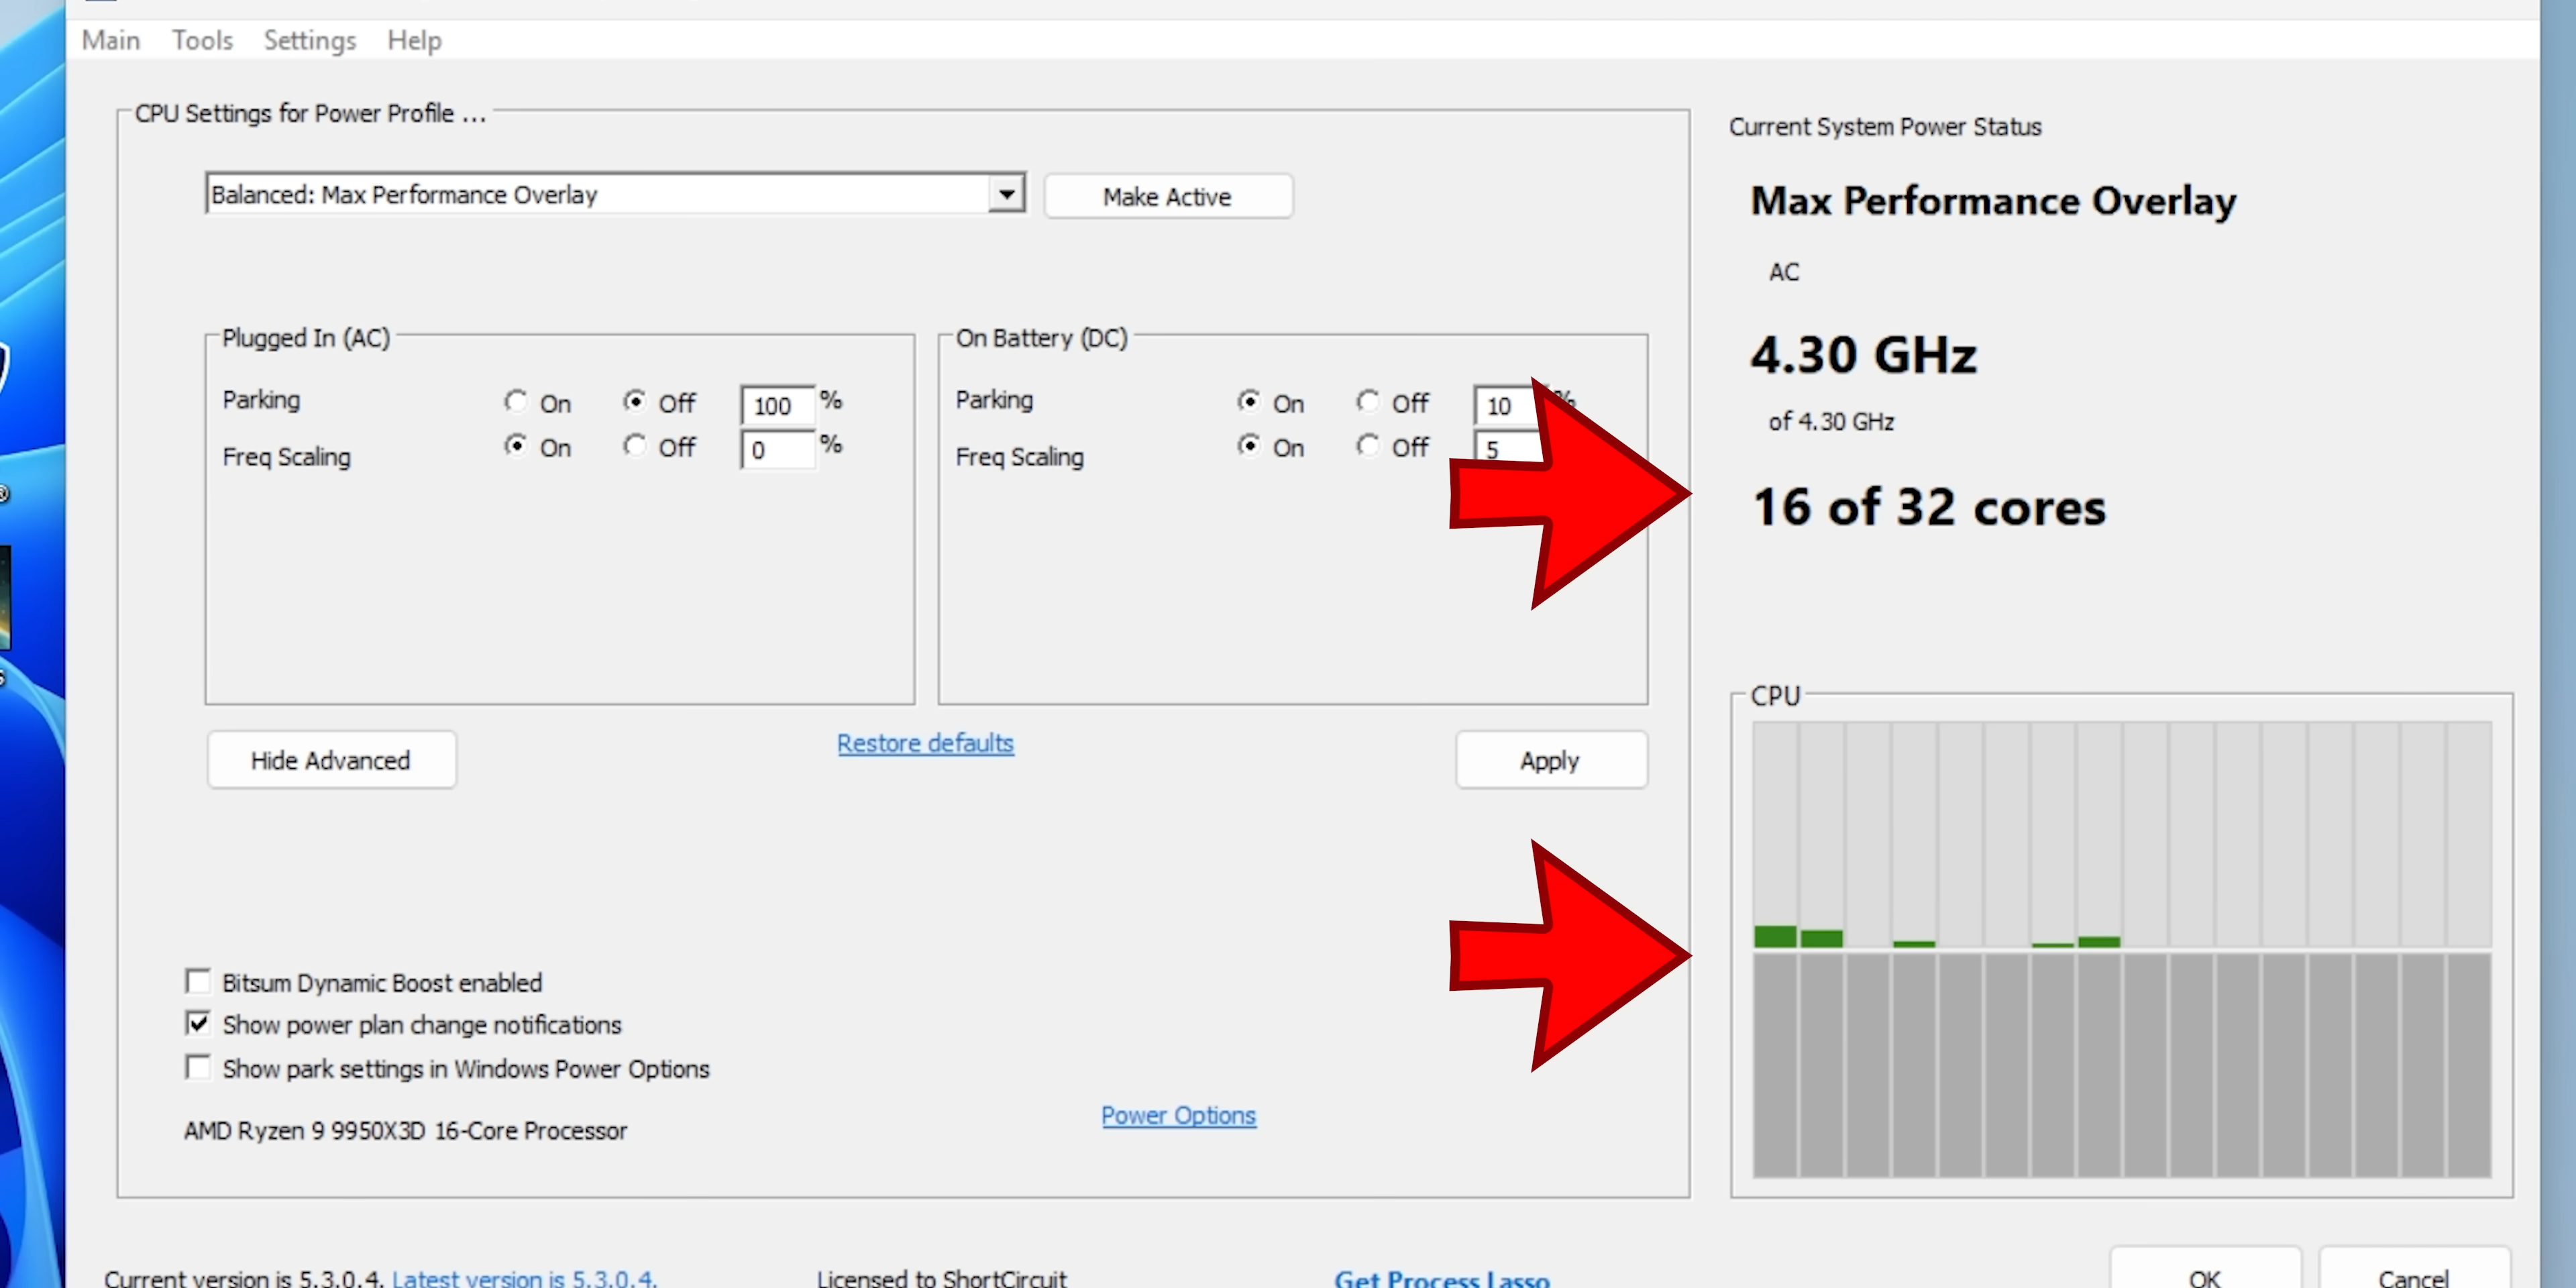 Main Tools Settings Help
CPU Settings for Power Profile ...
Balanced: Max Performance Overlay
Make Active
Plugged In (AC)
Parking On Off 100 %
Freq Scaling On Off 0 %
On Battery (DC)
Parking On Off 10 %
Freq Scaling On Off 5
Hide Advanced
Restore defaults
Apply
Bitsum Dynamic Boost enabled
Show power plan change notifications
Show park settings in Windows Power Options
AMD Ryzen 9 9950X3D 16-Core Processor
Power Options
Current System Power Status
Max Performance Overlay
AC
4.30 GHz
of 4.30 GHz
16 of 32 cores
CPU
Current version is 5.3.0.4. Latest version is 5.3.0.4.
Licensed to ShortCircuit
Get Process Lasso
OK
Cancel